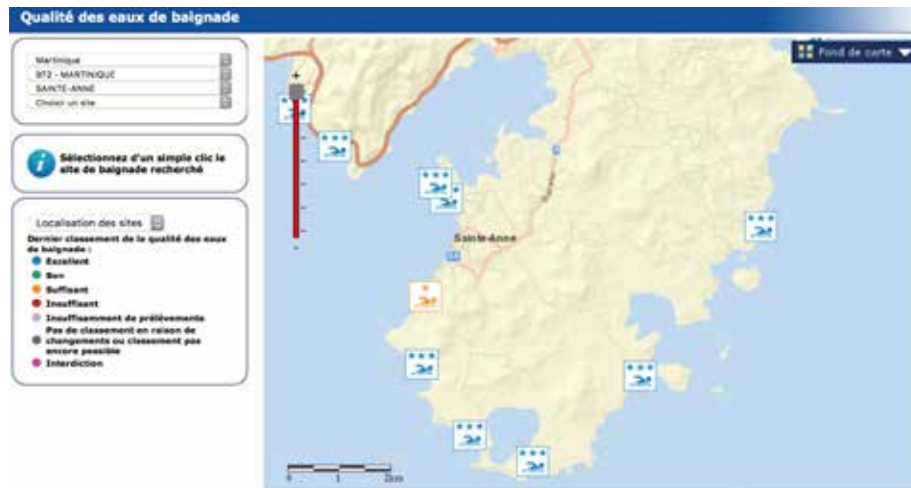 Qualité des eaux de baignade
Fond de carte
Martinique
972 - MARTINIQUE
SAINTE-ANNE
Choisir un site
Sélectionnez d'un simple clic le
site de baignade recherché
Localisation des sites
Dernier classement de la qualité des eaux
de baignade :
Excellent
Bon
Suffisant
Insuffisant
Insuffisamment de prélèvements
Pas de classement en raison de
changements ou classement pas
encore possible
Interdiction
+
-
Sainte-Anne
0 1 2km